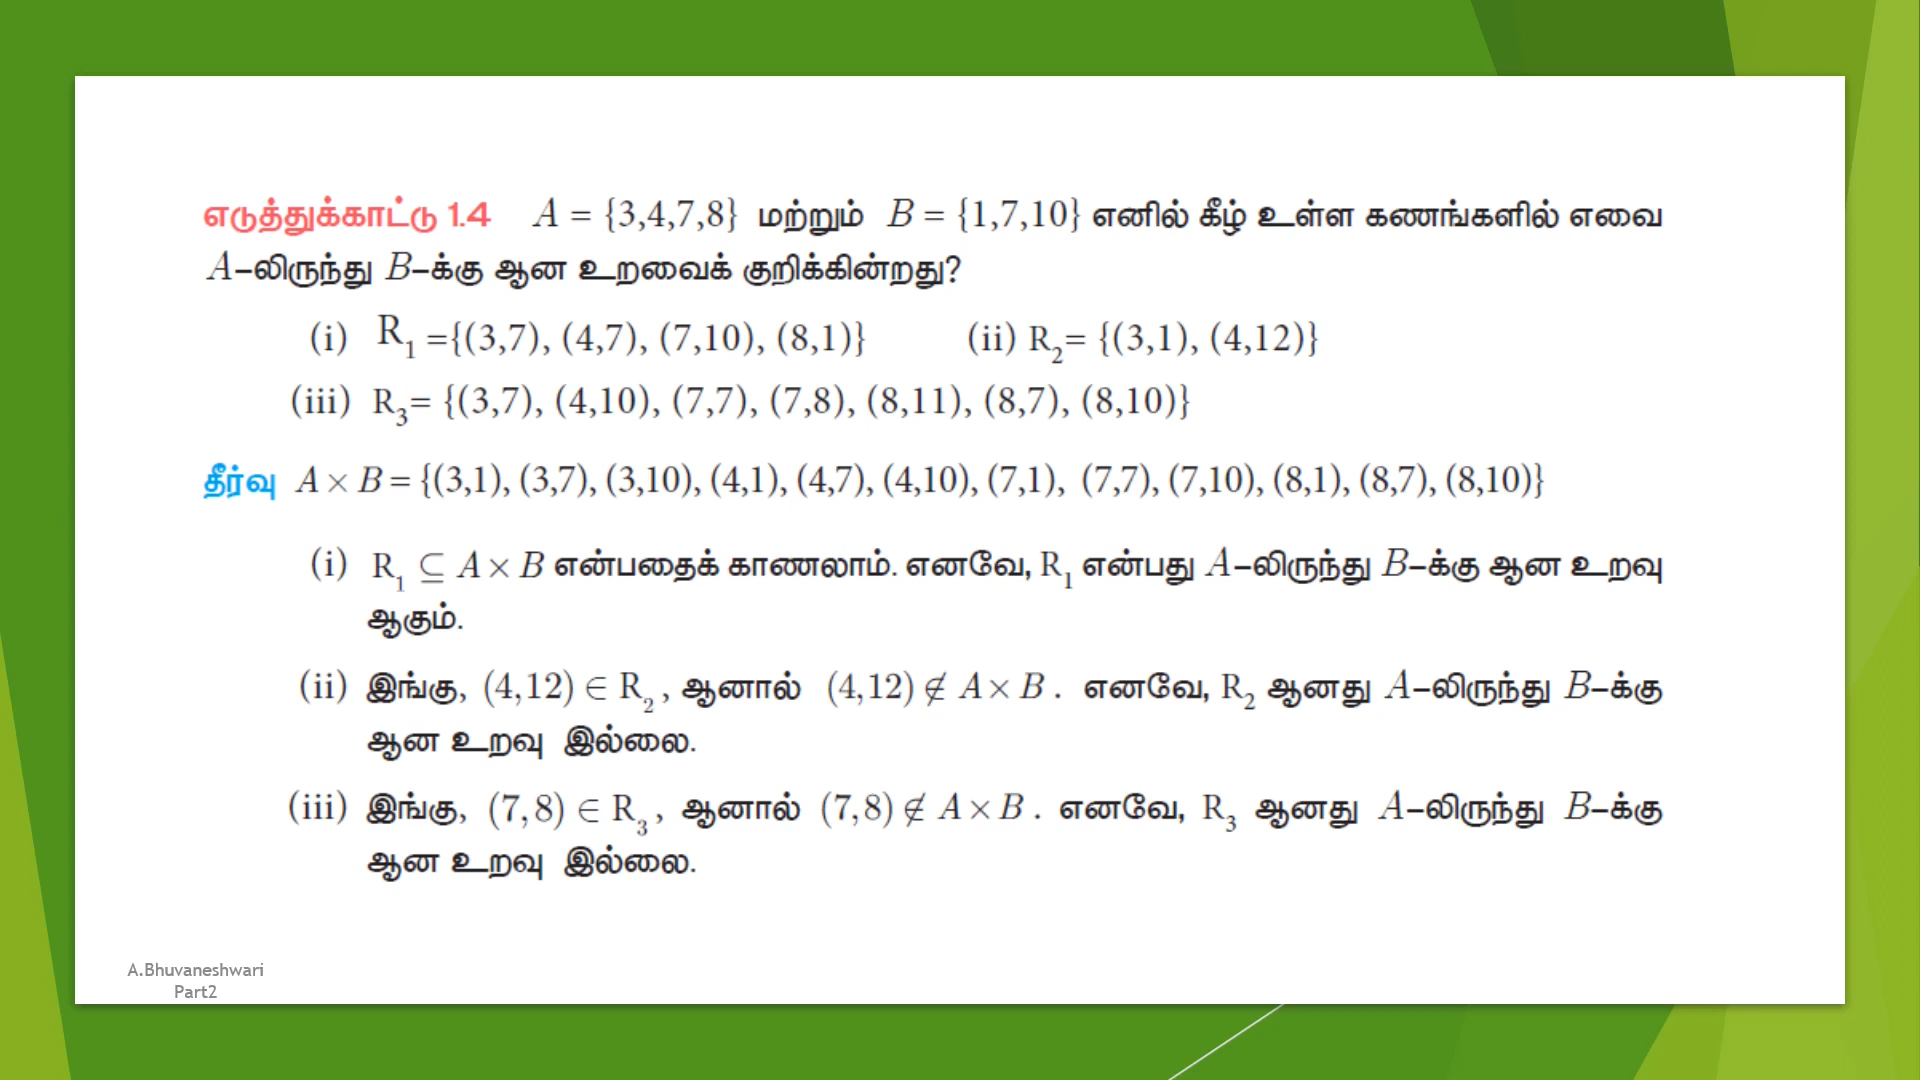 எடுத்துக்காட்டு 1.4 A = {3,4,7,8} மற்றும் B = {1,7,10} எனில் கீழ் உள்ள கணங்களில் எவை
A–லிருந்து B–க்கு ஆன உறவைக் குறிக்கின்றது?
(i) R₁ ={(3,7), (4,7), (7,10), (8,1)} (ii) R₂= {(3,1), (4,12)}
(iii) R₃= {(3,7), (4,10), (7,7), (7,8), (8,11), (8,7), (8,10)}
தீர்வு A × B = {(3,1), (3,7), (3,10), (4,1), (4,7), (4,10), (7,1), (7,7), (7,10), (8,1), (8,7), (8,10)}
(i) R₁ ⊆ A × B என்பதைக் காணலாம். எனவே, R₁ என்பது A–லிருந்து B–க்கு ஆன உறவு
ஆகும்.
(ii) இங்கு, (4,12) ∈ R₂, ஆனால் (4,12) ∉ A × B . எனவே, R₂ ஆனது A–லிருந்து B–க்கு
ஆன உறவு இல்லை.
(iii) இங்கு, (7,8) ∈ R₃, ஆனால் (7,8) ∉ A × B . எனவே, R₃ ஆனது A–லிருந்து B–க்கு
ஆன உறவு இல்லை.
A.Bhuvaneshwari
Part2